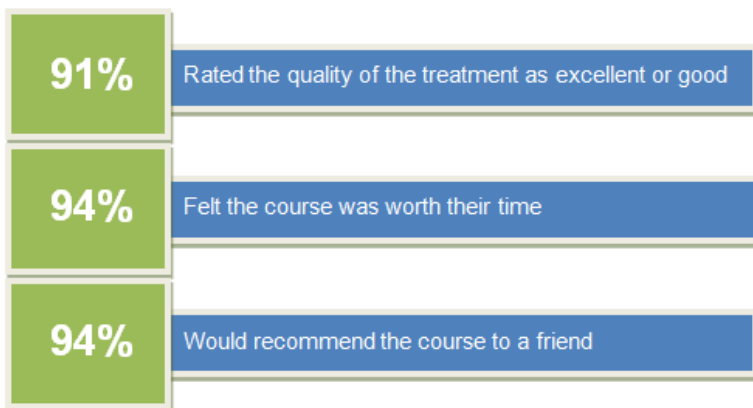 91%
Rated the quality of the treatment as excellent or good
94%
Felt the course was worth their time
94%
Would recommend the course to a friend